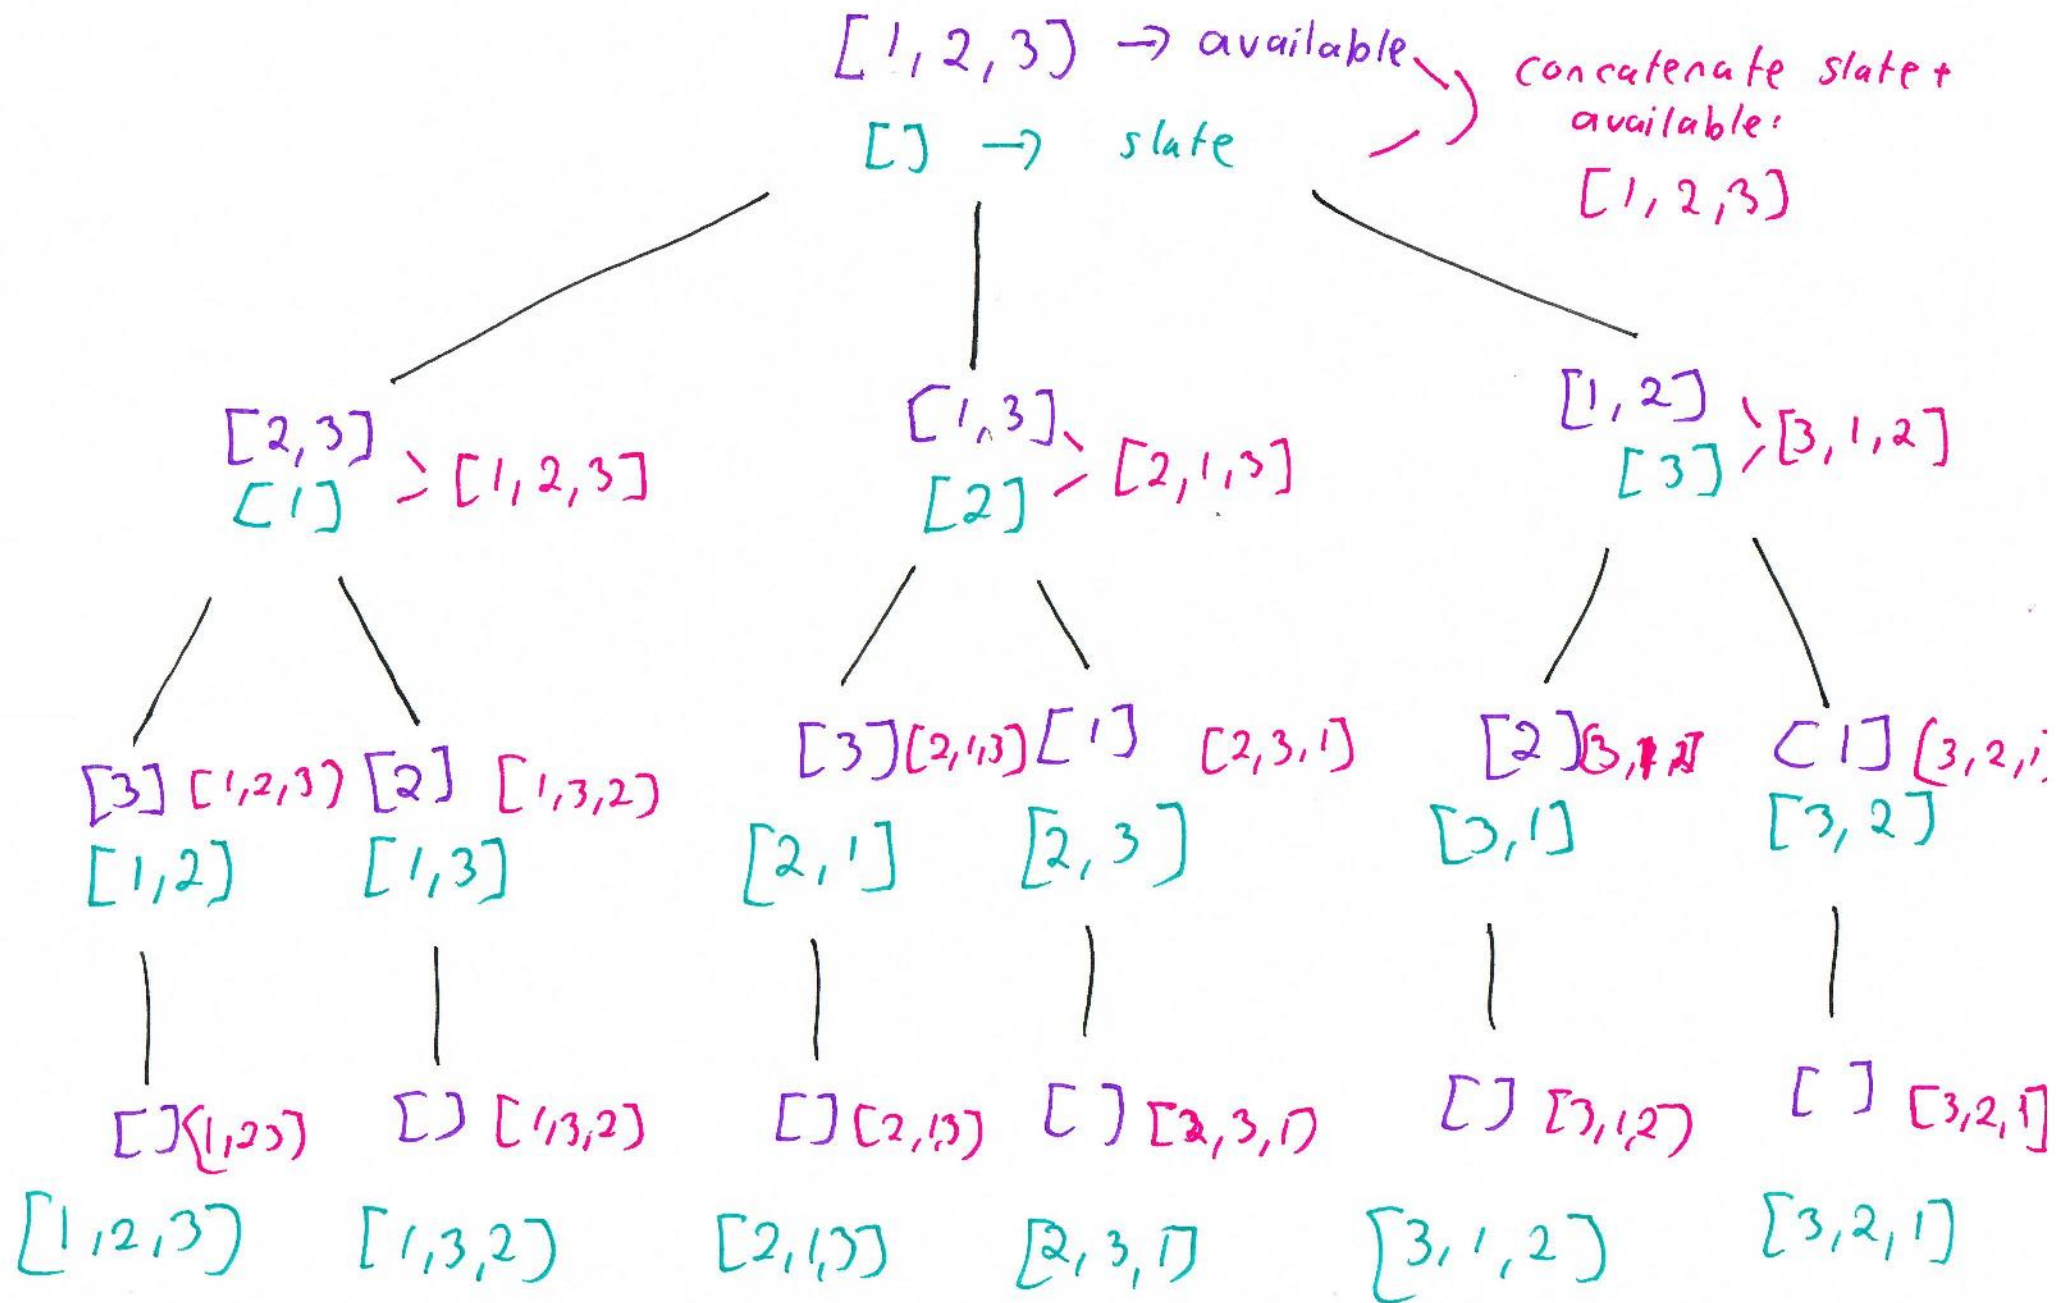 [1,2,3] → available
concatenate slate +
available:
[] → slate
[1,2,3]
[2,3]
[1]
[1,2,3]
[1,3]
[2]
[2,1,3]
[1,2]
[3]
[3,1,2]
[3] [1,2,3] [2] [1,3,2] [3] [2,1,3] [1] [2,3,1] [2] [1] [3,2,1
[1,2] [1,3] [2,1] [2,3] [3,1] [3,2]
[] [1,23] [] [1,3,2] [] [2,1,3] [] [2,3,1] [] [3,1,2] [] [3,2,1]
[1,2,3] [1,3,2] [2,1,3] [2,3,1] [3,1,2] [3,2,1]